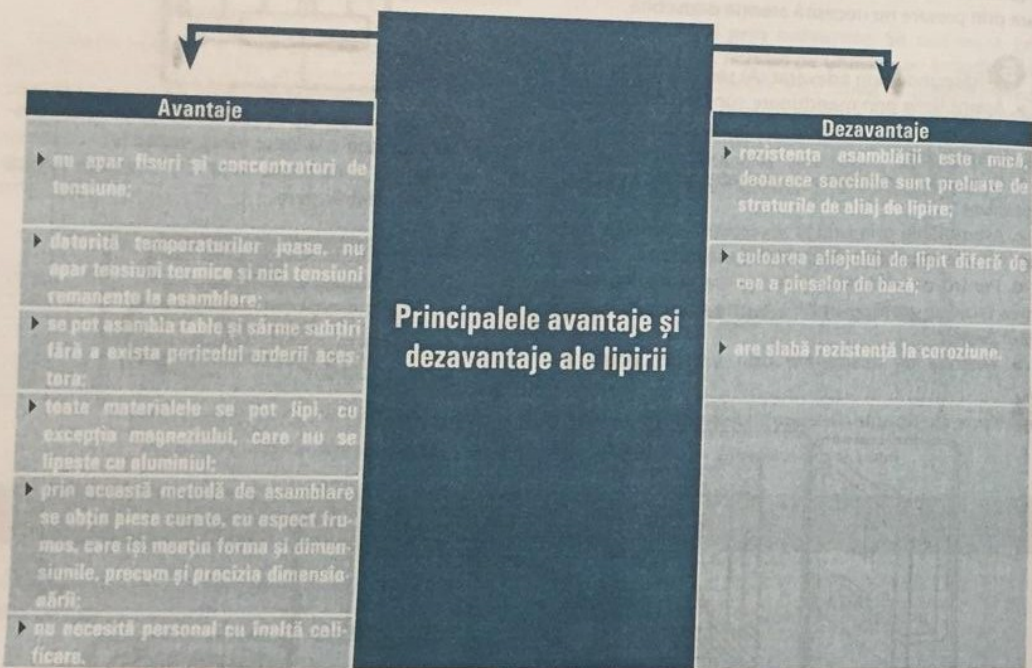 Avantaje
▶ nu apar fisuri și concentratori de
tensiune;
▶ datorită temperaturilor joase, nu
apar tensiuni termice și nici tensiuni
remanente la asamblare;
▶ se pot asambla table și sârme subțiri
fără a exista pericolul arderii aces-
tora;
▶ toate materialele se pot lipi, cu
excepția magneziului, care nu se
lipește cu aluminiul;
▶ prin această metodă de asamblare
se obțin piese curate, cu aspect fru-
mos, care își mențin forma și dimen-
siunile, precum și precizia dimensio-
nării;
▶ nu necesită personal cu înaltă cali-
ficare.
Principalele avantaje și
dezavantaje ale lipirii
Dezavantaje
▶ rezistența asamblării este mică,
deoarece sarcinile sunt preluate de
straturile de aliaj de lipire;
▶ culoarea aliajului de lipit diferă de
cea a pieselor de bază;
▶ are slabă rezistență la coroziune.